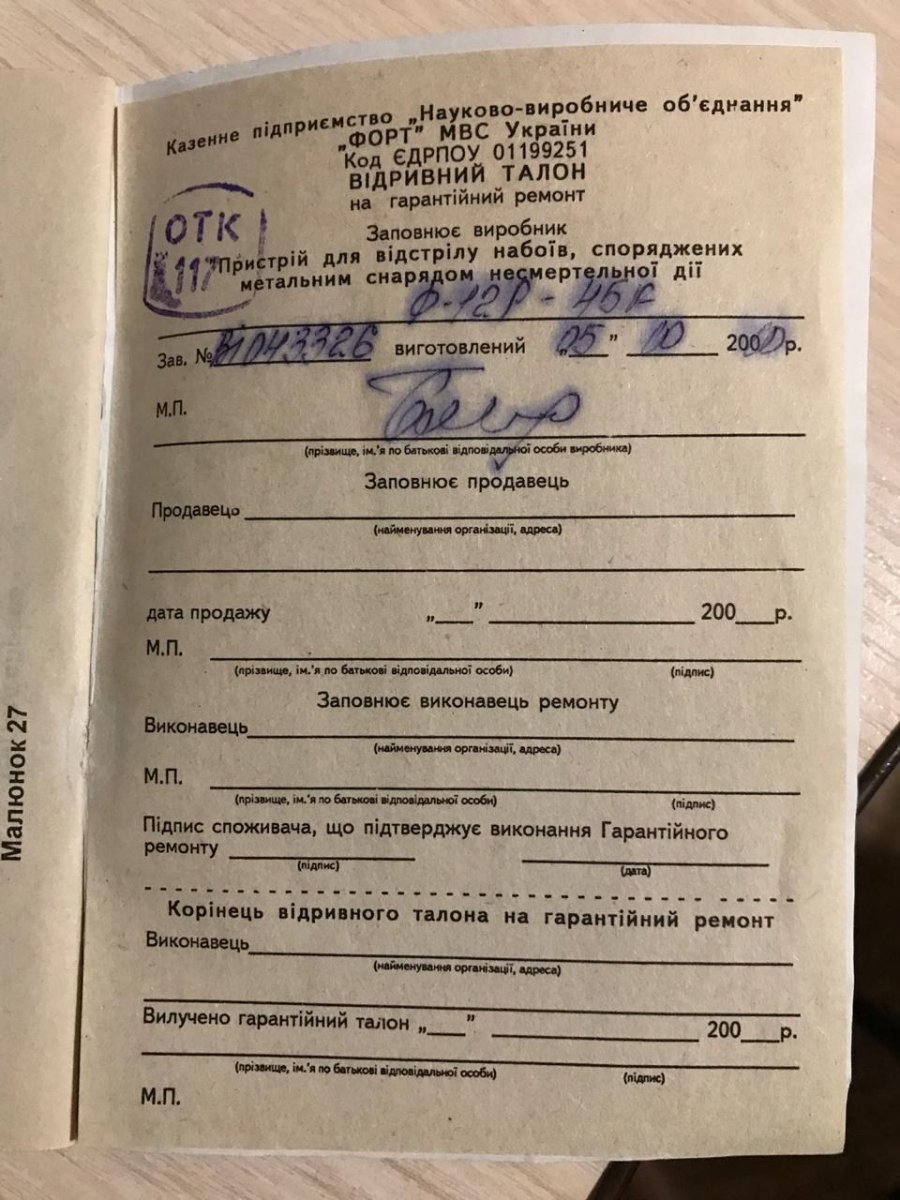 Казенне підприємство „Науково-виробниче об'єднання"
„ФОРТ" МВС України
Код ЄДРПОУ 01199251
ВІДРИВНИЙ ТАЛОН
на гарантійний ремонт
ОТК
117
Заповнює виробник
"Пристрій для відстрілу набоїв, споряджених
метальним снарядом несмертельної дії
Ф-12Р - 45к
Зав. № 043326 виготовлений „05" 10 200 р.
М.П.
(прізвище, ім.'я по батькові відповідальної особи виробника)
Заповнює продавець
Продавець
(найменування організації, адреса)
дата продажу „___" ___ 200___р.
М.П.
(прізвище, ім.'я по батькові відповідальної особи) (підпис)
Заповнює виконавець ремонту
Виконавець
(найменування організації, адреса)
М.П.
(прізвище, ім.'я по батькові відповідальної особи) (підпис)
Підпис споживача, що підтверджує виконання Гарантійного
ремонту
(підпис) (дата)
Корінець відривного талона на гарантійний ремонт
Виконавець
(найменування організації, адреса)
Вилучено гарантійний талон „___" ___ 200___р.
(прізвище, ім.'я по батькові відповідальної особи) (підпис)
М.П.
Малюнок 27